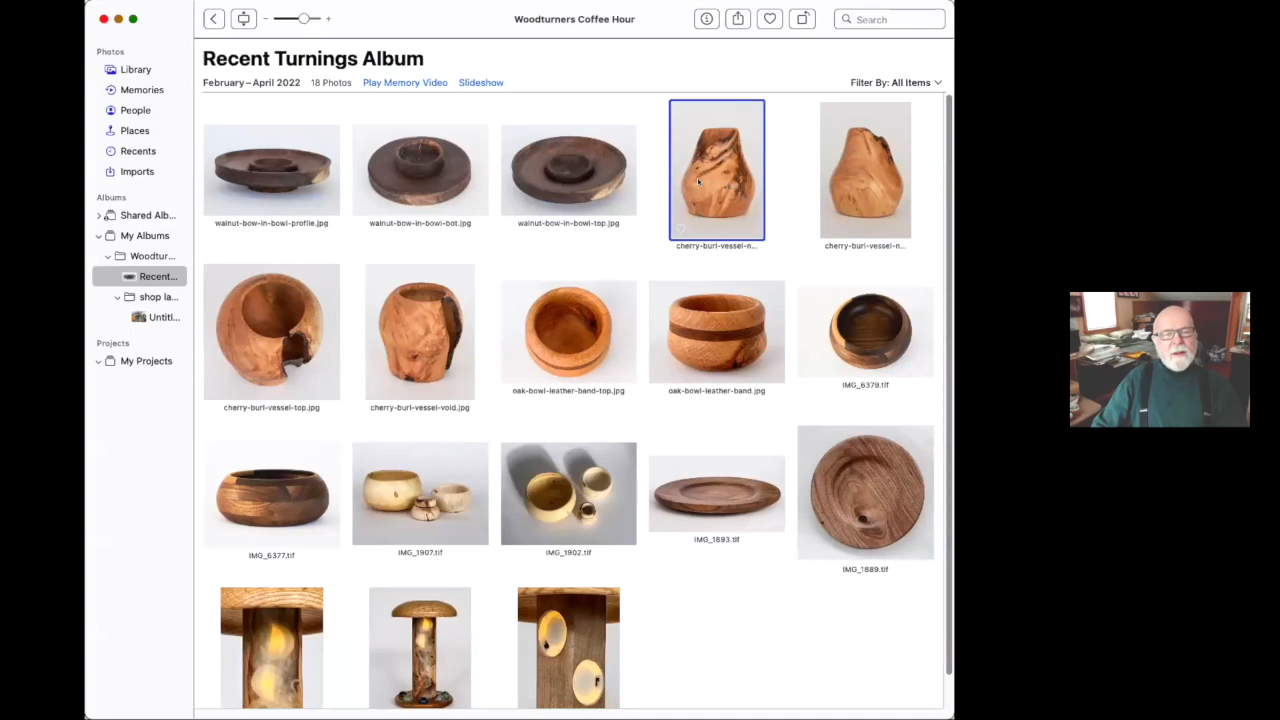 Woodturners Coffee Hour
Search
Photos
Library
Memories
People
Places
Recents
Imports
Albums
Shared Alb...
My Albums
Woodtur...
Recent...
shop la...
Untitl...
Projects
My Projects
Recent Turnings Album
February–April 2022 18 Photos Play Memory Video Slideshow Filter By: All Items
walnut-bow-in-bowl-profile.jpg
walnut-bow-in-bowl-bot.jpg
walnut-bow-in-bowl-top.jpg
cherry-burl-vessel-n...
cherry-burl-vessel-n...
cherry-burl-vessel-top.jpg
cherry-burl-vessel-void.jpg
oak-bowl-leather-band-top.jpg
oak-bowl-leather-band.jpg
IMG_6379.tif
IMG_6377.tif
IMG_1907.tif
IMG_1902.tif
IMG_1893.tif
IMG_1889.tif